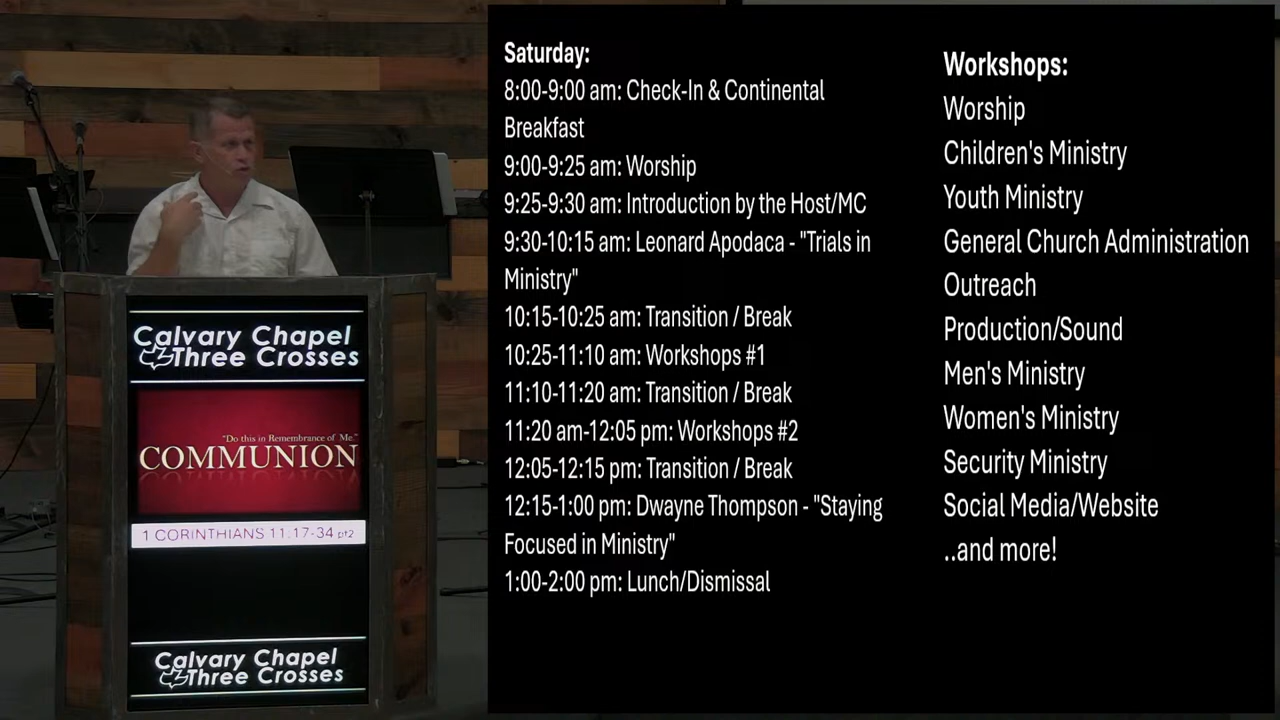 Calvary Chapel
Three Crosses
"Do this in Remembrance of Me."
COMMUNION
1 CORINTHIANS 11:17-34 pt2
Calvary Chapel
Three Crosses
Saturday:
8:00-9:00 am: Check-In & Continental
Breakfast
9:00-9:25 am: Worship
9:25-9:30 am: Introduction by the Host/MC
9:30-10:15 am: Leonard Apodaca - "Trials in
Ministry"
10:15-10:25 am: Transition / Break
10:25-11:10 am: Workshops #1
11:10-11:20 am: Transition / Break
11:20 am-12:05 pm: Workshops #2
12:05-12:15 pm: Transition / Break
12:15-1:00 pm: Dwayne Thompson - "Staying
Focused in Ministry"
1:00-2:00 pm: Lunch/Dismissal
Workshops:
Worship
Children's Ministry
Youth Ministry
General Church Administration
Outreach
Production/Sound
Men's Ministry
Women's Ministry
Security Ministry
Social Media/Website
..and more!